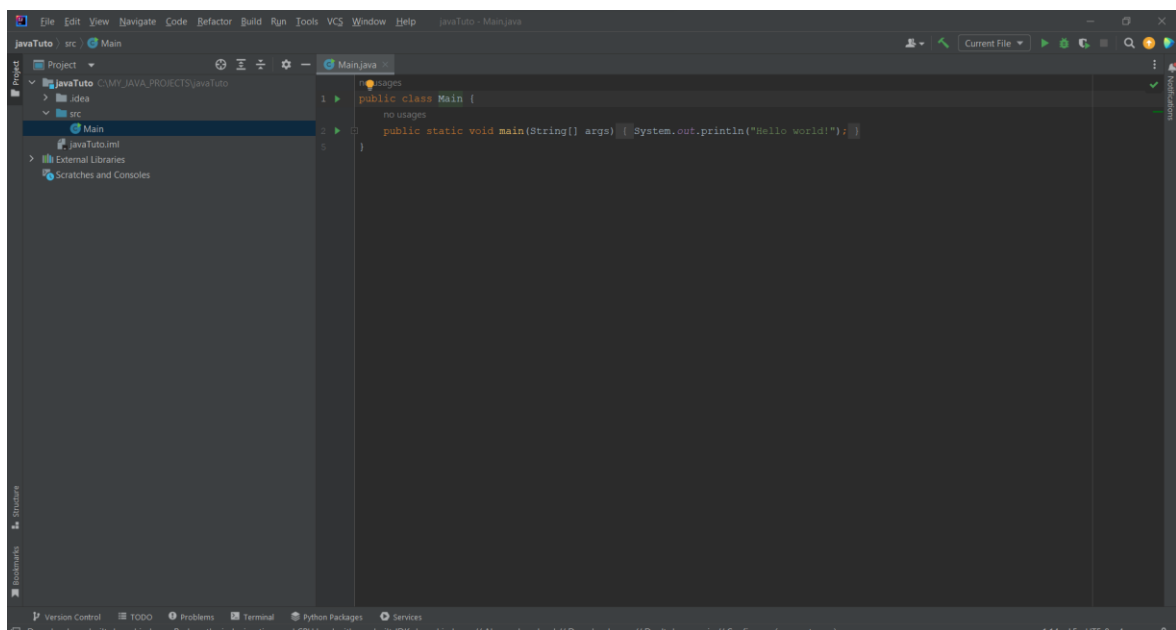 File Edit View Navigate Code Refactor Build Run Tools VCS Window Help javaTuto - Main.java
javaTuto src Main Current File
Project
Main.java
javaTuto C:\MY_JAVA_PROJECTS\javaTuto
.idea
src
Main
javaTuto.iml
External Libraries
Scratches and Consoles
usages
1 public class Main {
no usages
2 public static void main(String[] args) { System.out.println("Hello world!"); }
5 }
Project
Structure
Bookmarks
Notifications
Version Control TODO Problems Terminal Python Packages Services